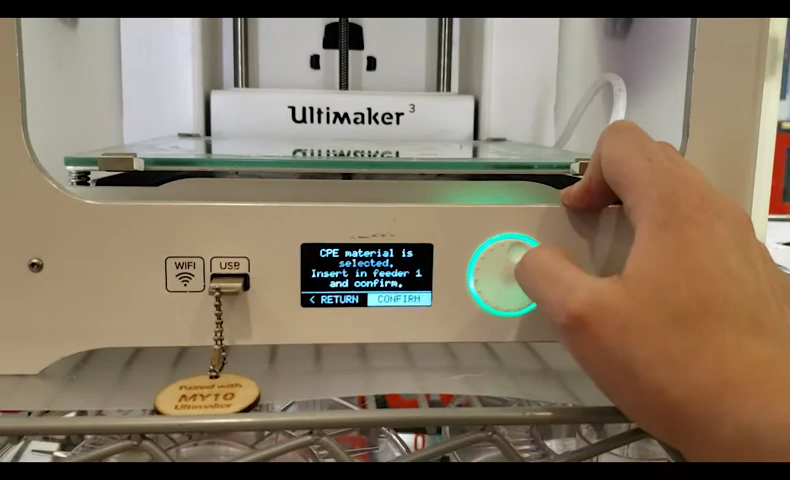 Ultimaker 3
WIFI
USB
CPE material is
selected.
Insert in feeder 1
and confirm.
< RETURN
CONFIRM
Paired with
MY10
Ultimaker